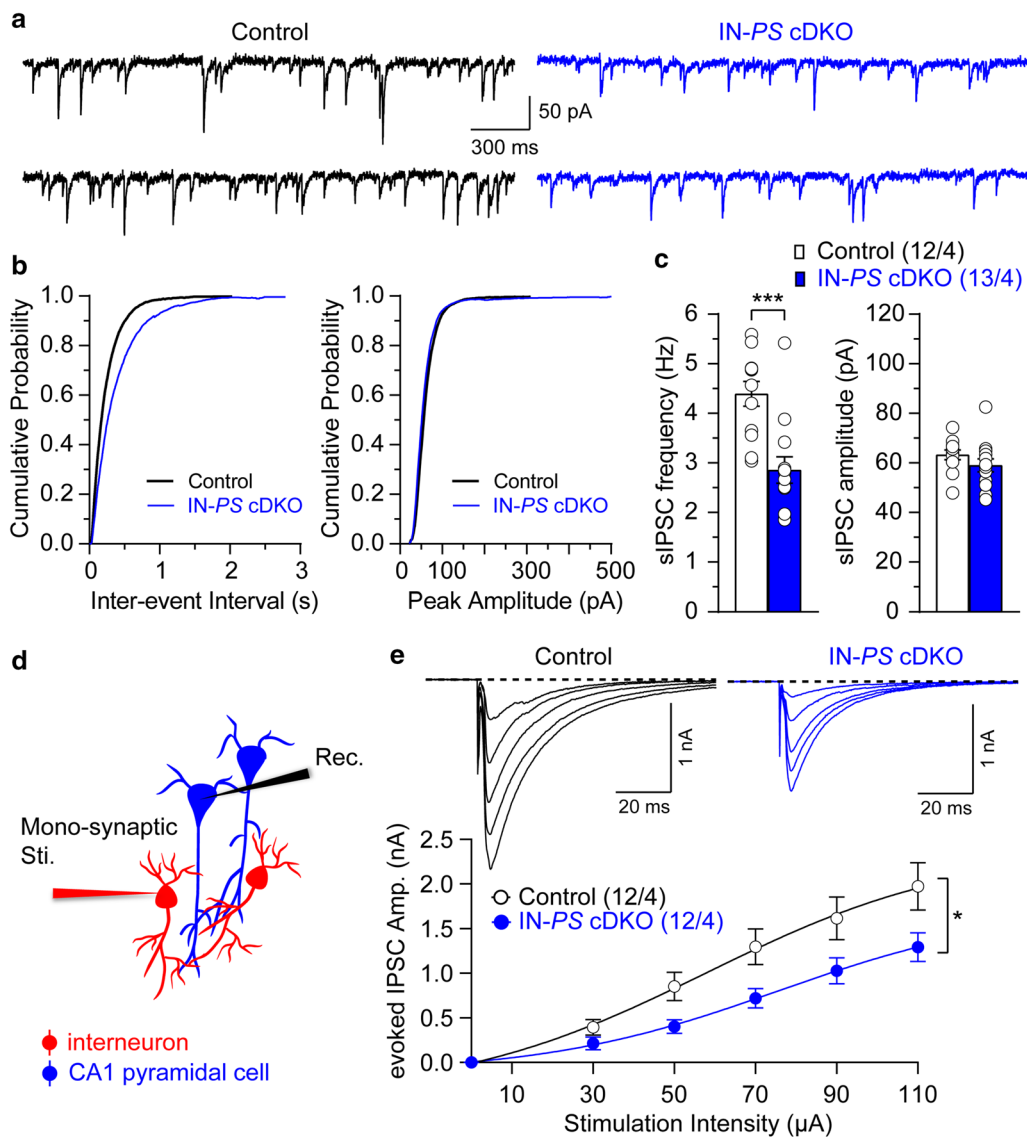 a
Control
IN-PS cDKO
50 pA
300 ms
b
Cumulative Probability
1.0
0.8
0.6
0.4
0.2
0.0
Control
IN-PS cDKO
0 1 2 3
Inter-event Interval (s)
Cumulative Probability
1.0
0.8
0.6
0.4
0.2
0.0
Control
IN-PS cDKO
0 100 300 500
Peak Amplitude (pA)
c
Control (12/4)
IN-PS cDKO (13/4)
sIPSC frequency (Hz)
6
5
4
3
2
1
0
***
sIPSC amplitude (pA)
120
100
80
60
40
20
0
d
Rec.
Mono-synaptic
Sti.
interneuron
CA1 pyramidal cell
e
Control
IN-PS cDKO
1 nA
20 ms
1 nA
20 ms
evoked IPSC Amp. (nA)
2.5
2.0
1.5
1.0
0.5
0.0
Control (12/4)
IN-PS cDKO (12/4)
*
10 30 50 70 90 110
Stimulation Intensity (µA)